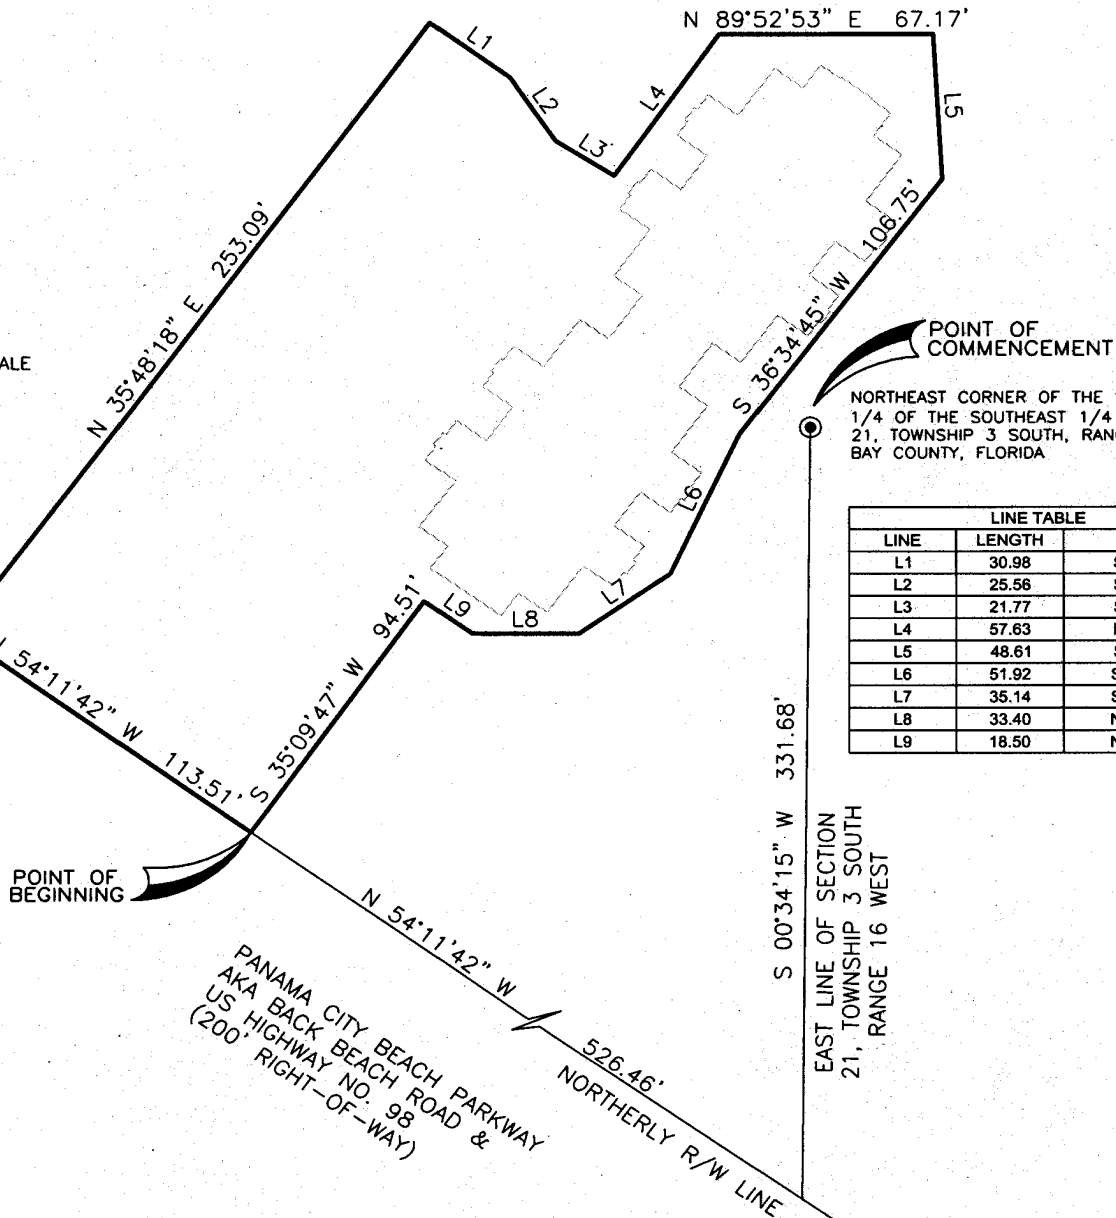 N 89°52'53" E 67.17'
L1
L2
L3
L4
L5
N 35°48'18" E 253.09'
S 36°34'45" W 106.75'
ALE
POINT OF
COMMENCEMENT
NORTHEAST CORNER OF THE
1/4 OF THE SOUTHEAST 1/4
21, TOWNSHIP 3 SOUTH,
BAY COUNTY, FLORIDA
L6
L7
L8
L9
LINE TABLE
LINE LENGTH
L1 30.98
L2 25.56
L3 21.77
L4 57.63
L5 48.61
L6 51.92 S
L7 35.14 S
L8 33.40 N
L9 18.50 N
54°11'42" W 113.51'
S 35°09'47" W 94.51'
POINT OF
BEGINNING
S 00°34'15" W 331.68'
EAST LINE OF SECTION
21, TOWNSHIP 3 SOUTH
RANGE 16 WEST
N 54°11'42" W
526.46'
NORTHERLY R/W LINE
PANAMA CITY BEACH PARKWAY
AKA BACK BEACH ROAD &
US HIGHWAY NO. 98
(200' RIGHT-OF-WAY)